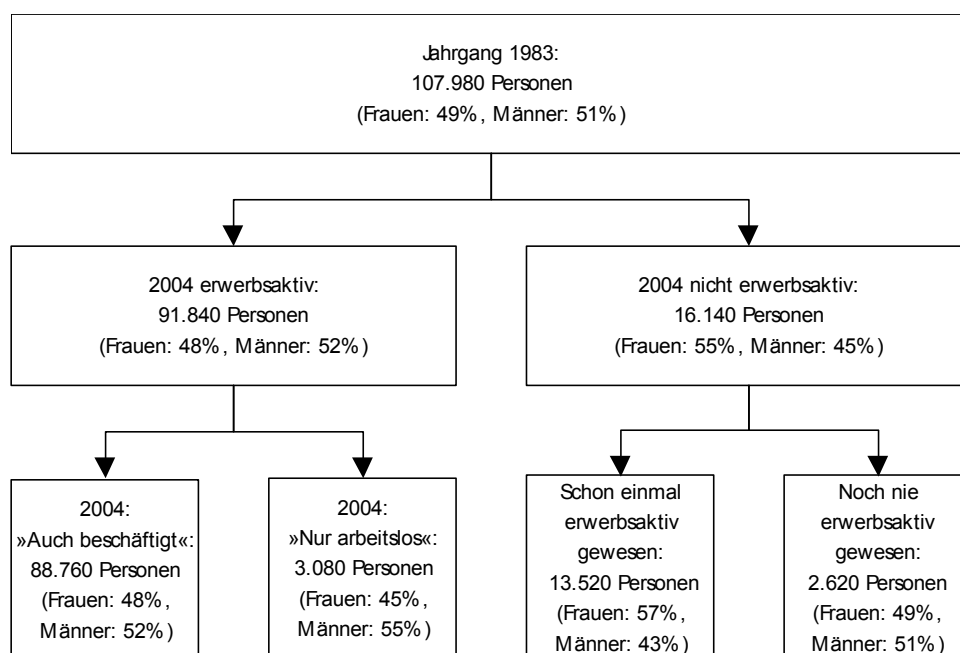 Jahrgang 1983:
107.980 Personen
(Frauen: 49%, Männer: 51%)
2004 erwerbsaktiv:
91.840 Personen
(Frauen: 48%, Männer: 52%)
2004 nicht erwerbsaktiv:
16.140 Personen
(Frauen: 55%, Männer: 45%)
2004:
»Auch beschäftigt«:
88.760 Personen
(Frauen: 48%,
Männer: 52%)
2004:
»Nur arbeitslos«:
3.080 Personen
(Frauen: 45%,
Männer: 55%)
Schon einmal
erwerbsaktiv
gewesen:
13.520 Personen
(Frauen: 57%,
Männer: 43%)
Noch nie
erwerbsaktiv
gewesen:
2.620 Personen
(Frauen: 49%,
Männer: 51%)